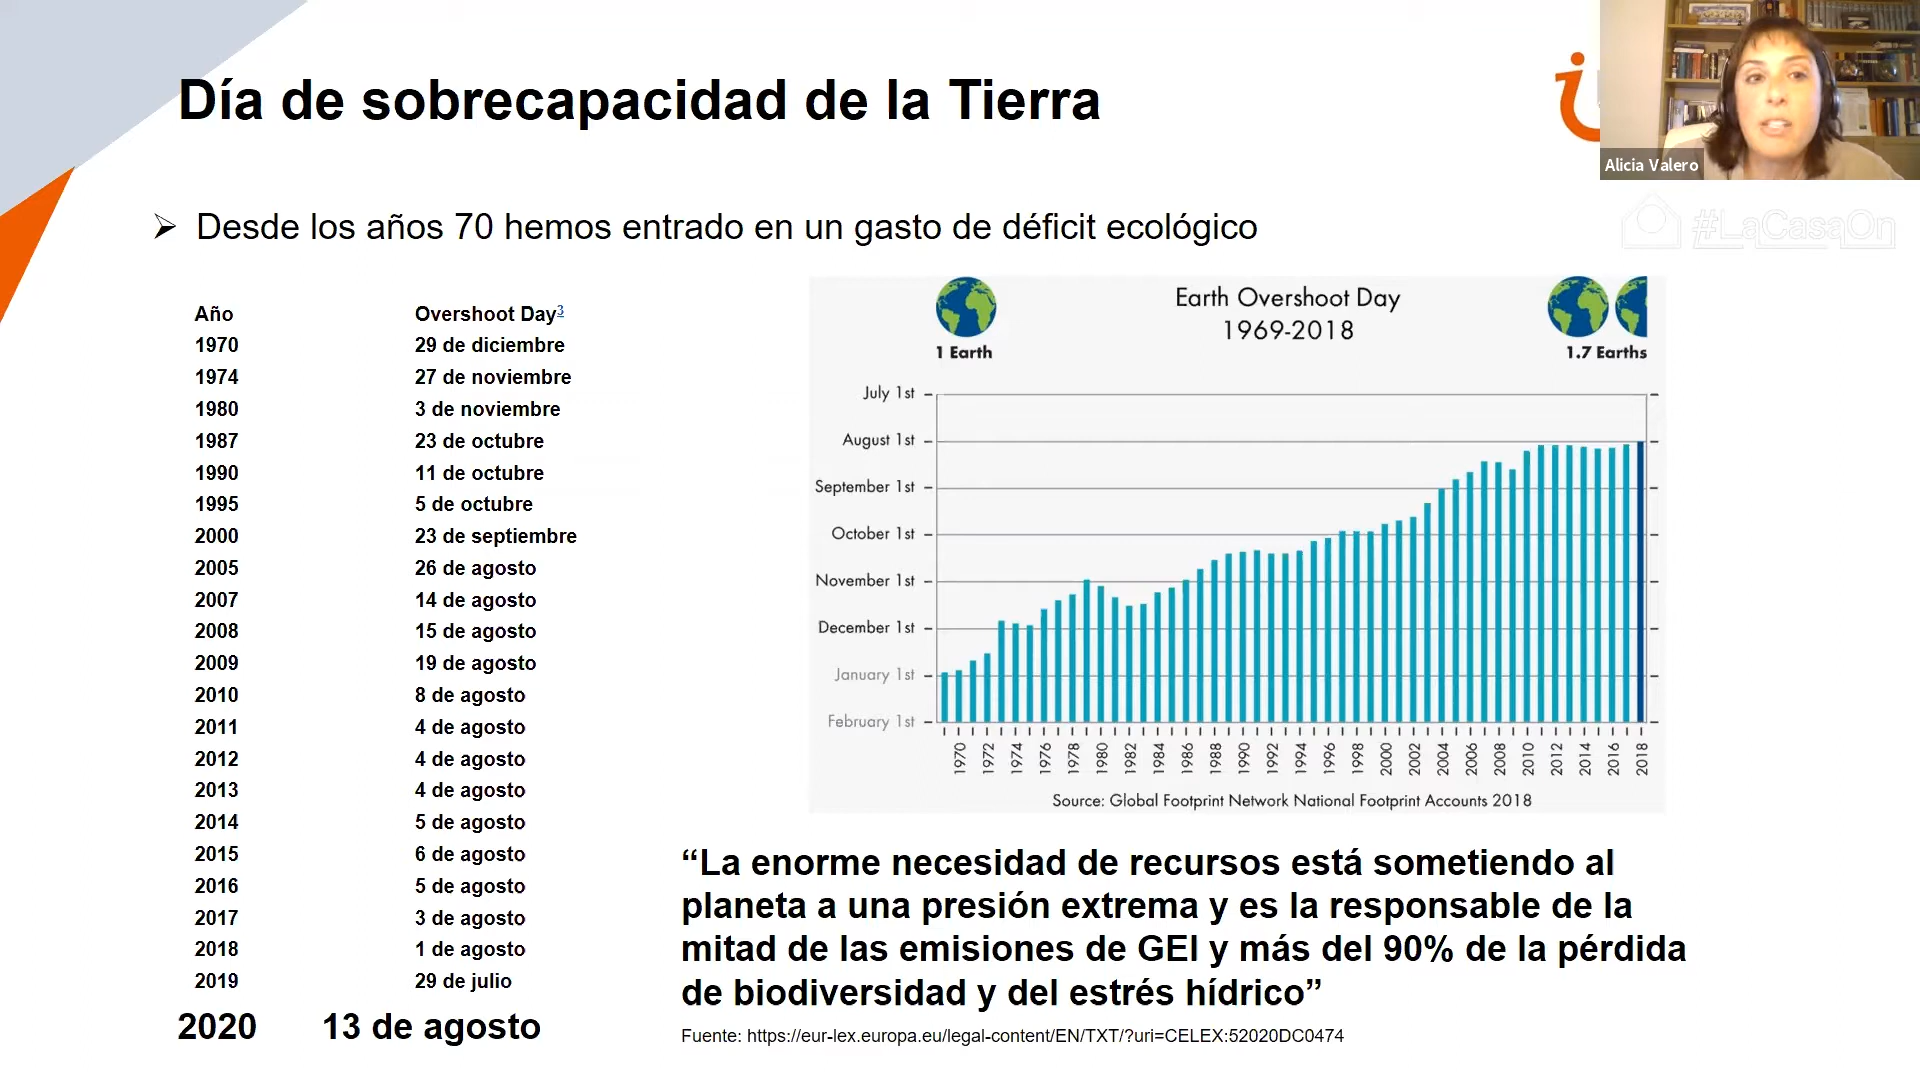 Día de sobrecapacidad de la Tierra
Alicia Valero
#LaCasaOn
➢ Desde los años 70 hemos entrado en un gasto de déficit ecológico
Año Overshoot Day3
1970 29 de diciembre
1974 27 de noviembre
1980 3 de noviembre
1987 23 de octubre
1990 11 de octubre
1995 5 de octubre
2000 23 de septiembre
2005 26 de agosto
2007 14 de agosto
2008 15 de agosto
2009 19 de agosto
2010 8 de agosto
2011 4 de agosto
2012 4 de agosto
2013 4 de agosto
2014 5 de agosto
2015 6 de agosto
2016 5 de agosto
2017 3 de agosto
2018 1 de agosto
2019 29 de julio
2020 13 de agosto
Earth Overshoot Day
1969-2018
1 Earth
1.7 Earths
July 1st
August 1st
September 1st
October 1st
November 1st
December 1st
January 1st
February 1st
1970 1972 1974 1976 1978 1980 1982 1984 1986 1988 1990 1992 1994 1996 1998 2000 2002 2004 2006 2008 2010 2012 2014 2016 2018
Source: Global Footprint Network National Footprint Accounts 2018
“La enorme necesidad de recursos está sometiendo al
planeta a una presión extrema y es la responsable de la
mitad de las emisiones de GEI y más del 90% de la pérdida
de biodiversidad y del estrés hídrico”
Fuente: https://eur-lex.europa.eu/legal-content/EN/TXT/?uri=CELEX:52020DC0474